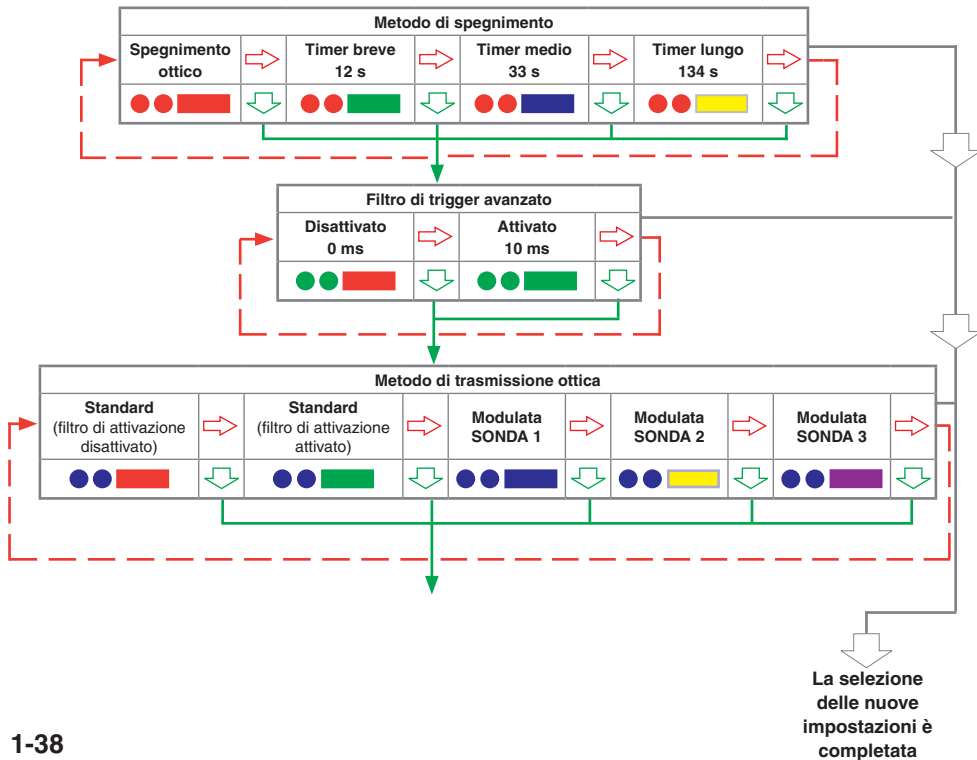 Metodo di spegnimento
Spegnimento
ottico
Timer breve
12 s
Timer medio
33 s
Timer lungo
134 s
Filtro di trigger avanzato
Disattivato
0 ms
Attivato
10 ms
Metodo di trasmissione ottica
Standard
(filtro di attivazione
disattivato)
Standard
(filtro di attivazione
attivato)
Modulata
SONDA 1
Modulata
SONDA 2
Modulata
SONDA 3
La selezione
delle nuove
impostazioni è
completata
1-38